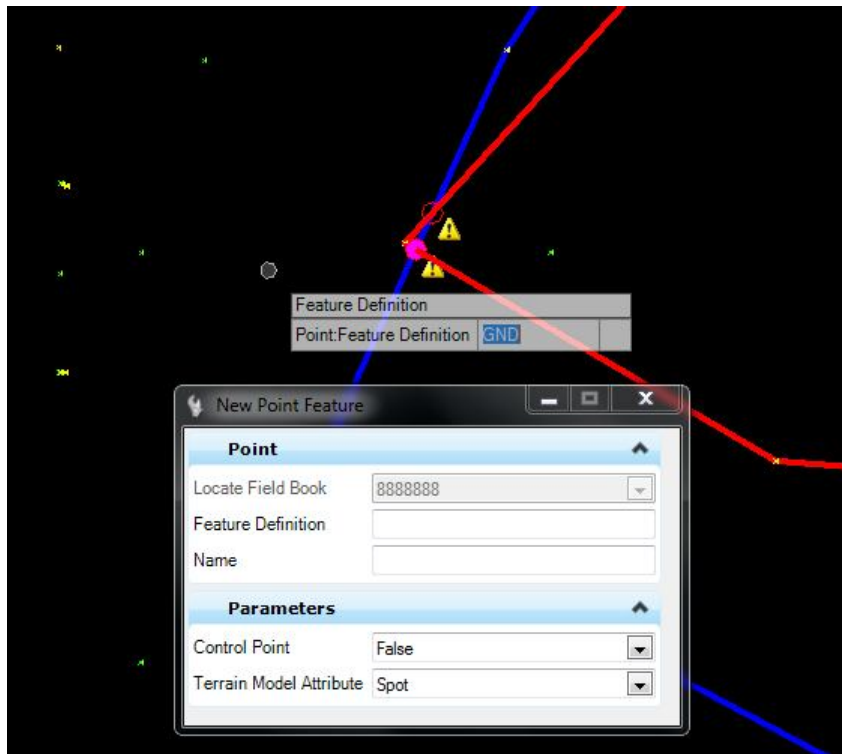 Feature Definition
Point:Feature Definition GND
New Point Feature
Point
Locate Field Book 8888888
Feature Definition
Name
Parameters
Control Point False
Terrain Model Attribute Spot